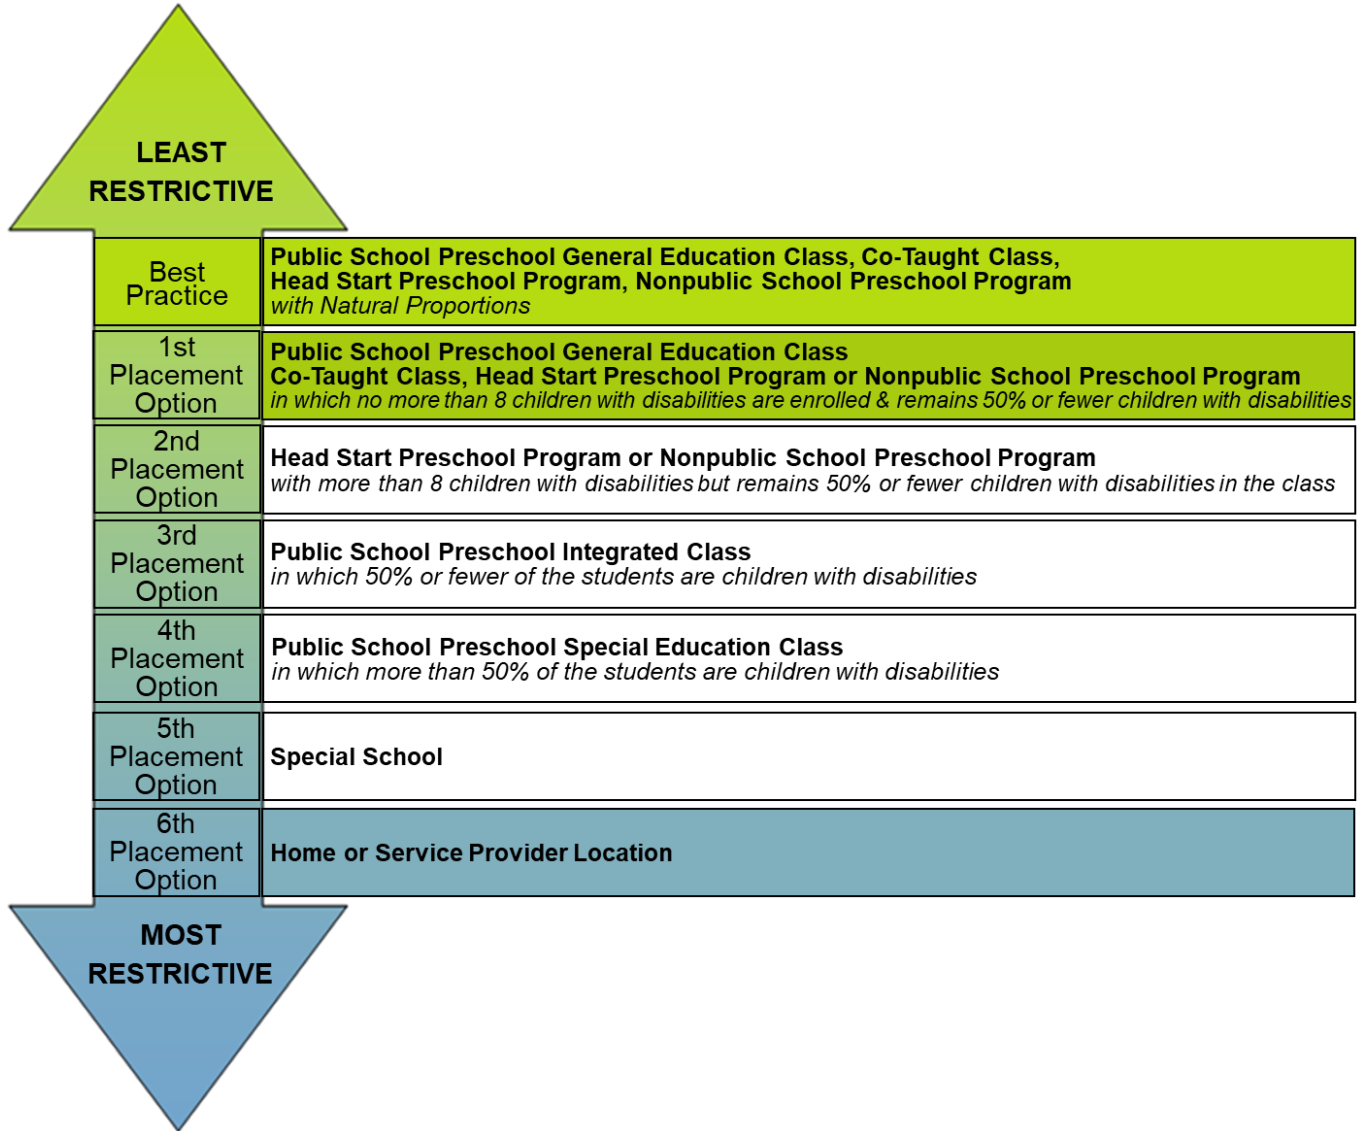 LEAST
RESTRICTIVE
Best
Practice
Public School Preschool General Education Class, Co-Taught Class,
Head Start Preschool Program, Nonpublic School Preschool Program
with Natural Proportions
1st
Placement
Option
Public School Preschool General Education Class
Co-Taught Class, Head Start Preschool Program or Nonpublic School Preschool Program
in which no more than 8 children with disabilities are enrolled & remains 50% or fewer children with disabilities
2nd
Placement
Option
Head Start Preschool Program or Nonpublic School Preschool Program
with more than 8 children with disabilities but remains 50% or fewer children with disabilities in the class
3rd
Placement
Option
Public School Preschool Integrated Class
in which 50% or fewer of the students are children with disabilities
4th
Placement
Option
Public School Preschool Special Education Class
in which more than 50% of the students are children with disabilities
5th
Placement
Option
Special School
6th
Placement
Option
Home or Service Provider Location
MOST
RESTRICTIVE